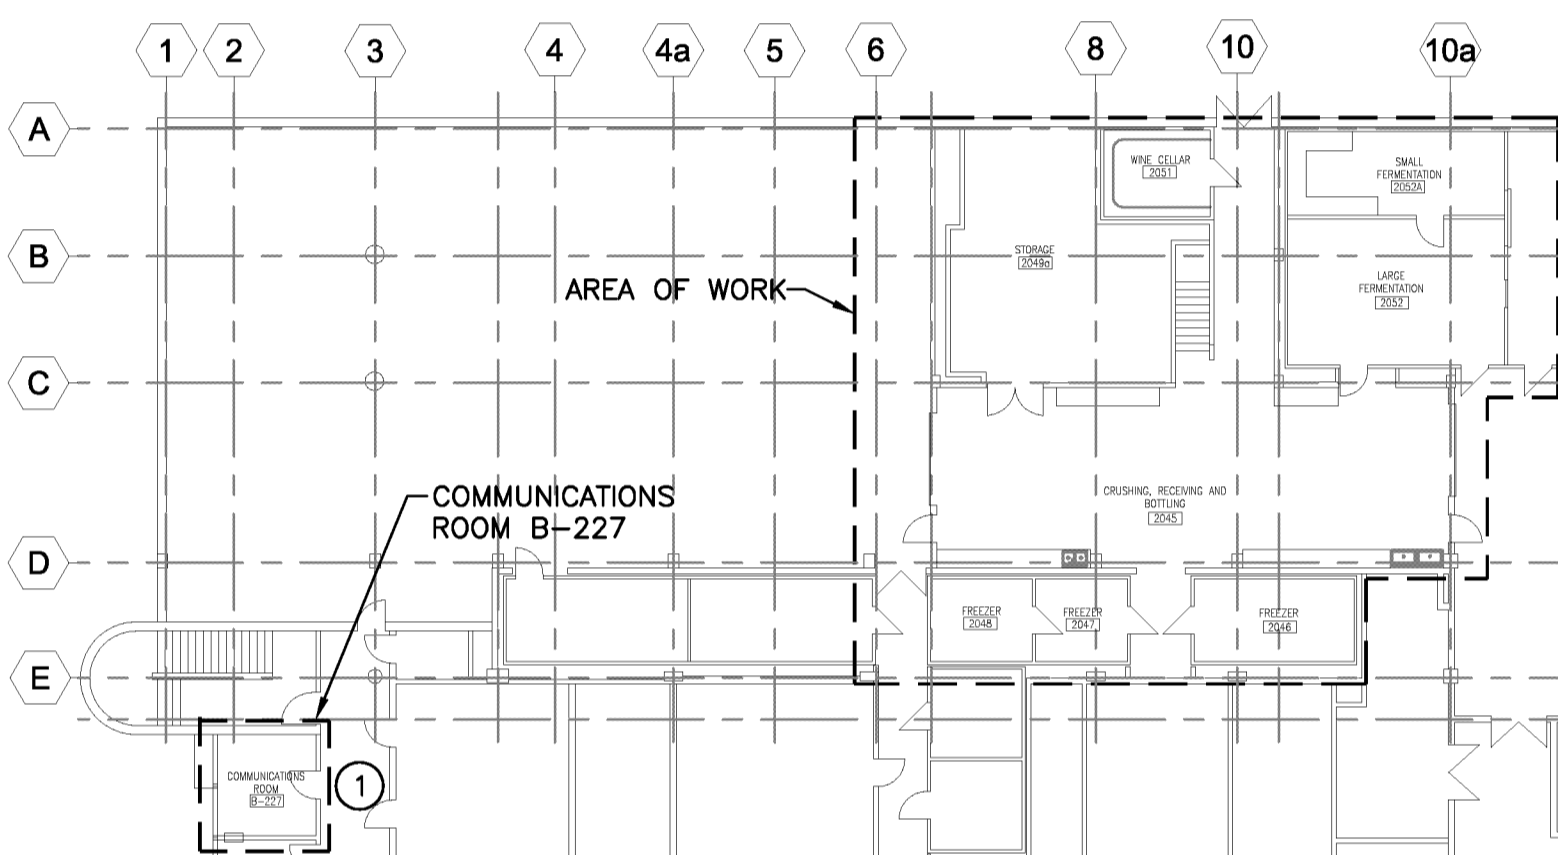 1 2 3 4 4a 5 6 8 10 10a
A
WINE CELLAR
2051
SMALL
FERMENTATION
2052A
B
STORAGE
2049a
AREA OF WORK
LARGE
FERMENTATION
2052
C
COMMUNICATIONS
ROOM B-227
CRUSHING, RECEIVING AND
BOTTLING
2045
D
FREEZER
2048
FREEZER
2047
FREEZER
2046
E
COMMUNICATIONS
ROOM
B-227
1